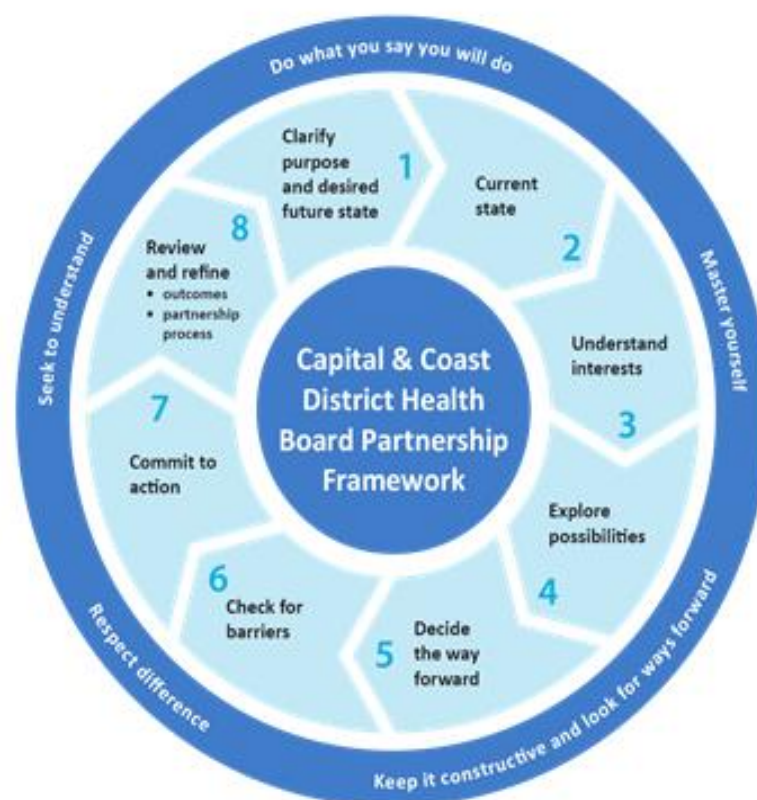 Do what you say you will do
Master yourself
Keep it constructive and look for ways forward
Respect difference
Seek to understand
Clarify
purpose
and desired
future state
1
Current
state
2
Understand
interests
3
Explore
possibilities
4
Decide
the way
forward
5
Check for
barriers
6
Commit to
action
7
Review
and refine
• outcomes
• partnership
process
8
Capital & Coast
District Health
Board Partnership
Framework